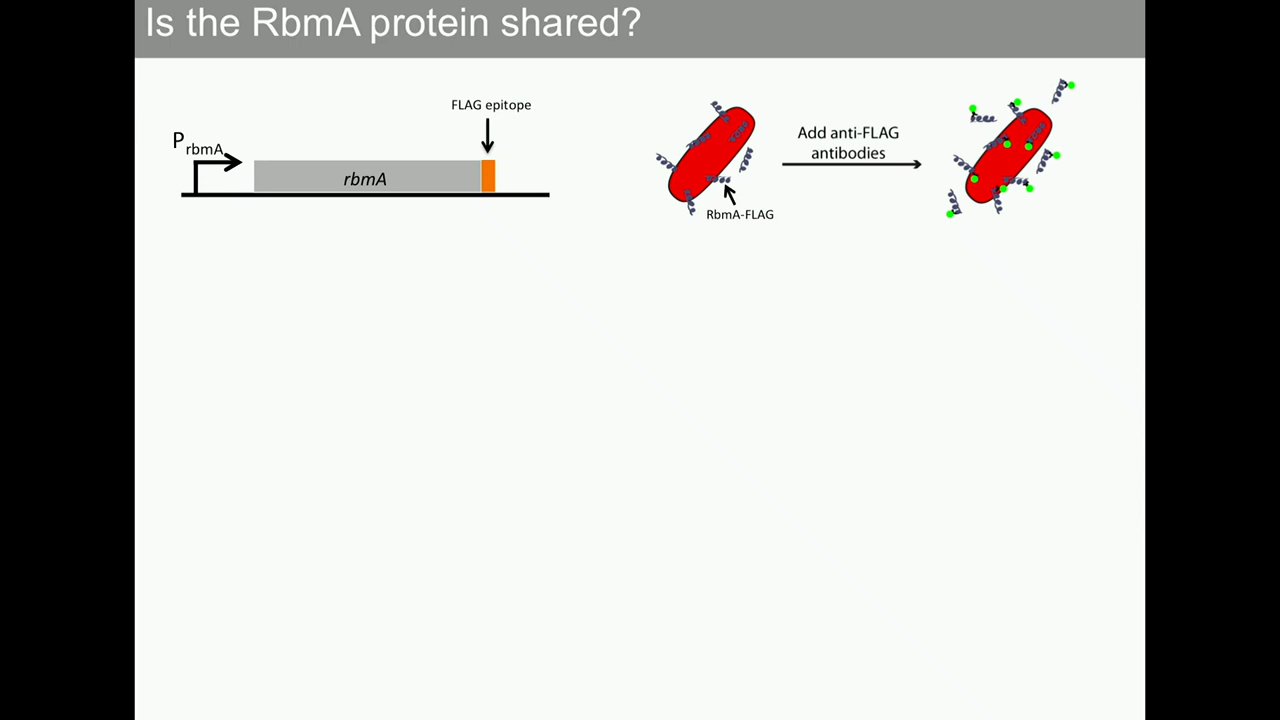 Is the RbmA protein shared?
FLAG epitope
PrbmA
rbmA
RbmA-FLAG
Add anti-FLAG
antibodies